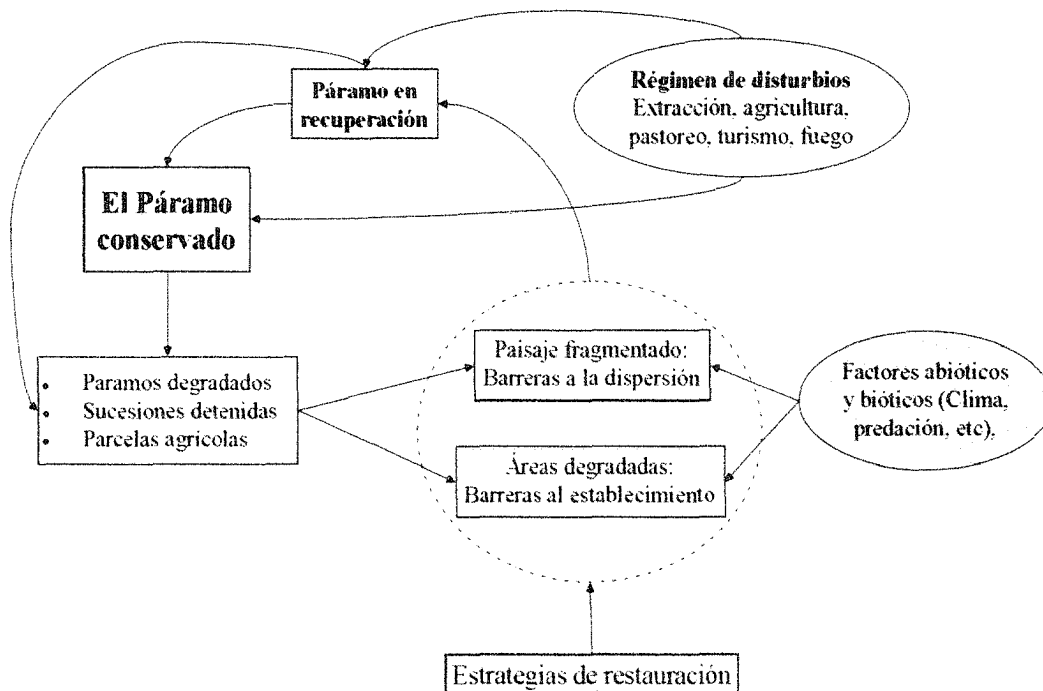 Páramo en
recuperación
Régimen de disturbios
Extracción, agricultura,
pastoreo, turismo, fuego
El Páramo
conservado
• Paramos degradados
• Sucesiones detenidas
• Parcelas agrícolas
Paisaje fragmentado:
Barreras a la dispersión
Áreas degradadas:
Barreras al establecimiento
Factores abióticos
y bióticos (Clima,
predación, etc),
Estrategias de restauración